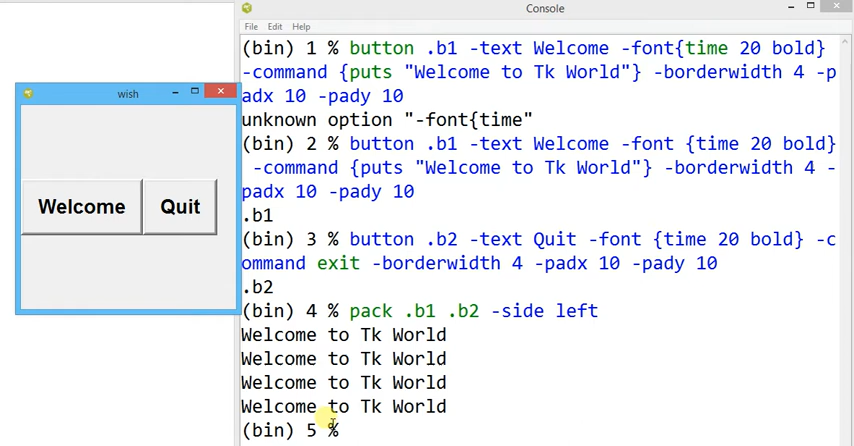 Console
File Edit Help
(bin) 1 % button .b1 -text Welcome -font{time 20 bold}
-command {puts "Welcome to Tk World"} -borderwidth 4 -p
adx 10 -pady 10
unknown option "-font{time"
(bin) 2 % button .b1 -text Welcome -font {time 20 bold}
-command {puts "Welcome to Tk World"} -borderwidth 4 -
padx 10 -pady 10
.b1
(bin) 3 % button .b2 -text Quit -font {time 20 bold} -c
ommand exit -borderwidth 4 -padx 10 -pady 10
.b2
(bin) 4 % pack .b1 .b2 -side left
Welcome to Tk World
Welcome to Tk World
Welcome to Tk World
Welcome to Tk World
(bin) 5 %
wish
Welcome Quit